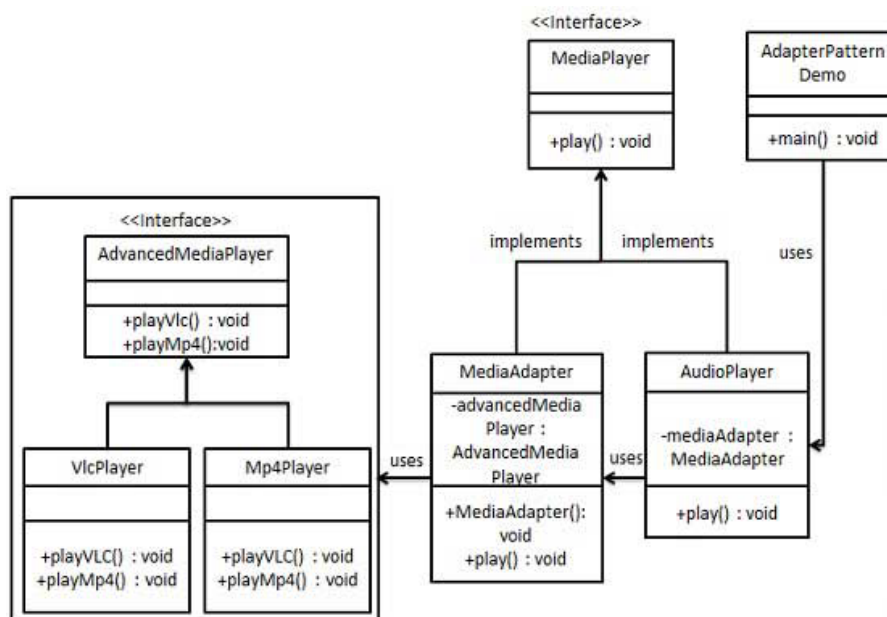 <<Interface>>
MediaPlayer
+play() : void
AdapterPattern
Demo
+main() : void
implements
implements
uses
<<Interface>>
AdvancedMediaPlayer
+playVlc() : void
+playMp4():void
VlcPlayer
+playVLC() : void
+playMp4() : void
Mp4Player
+playVLC() : void
+playMp4() : void
uses
MediaAdapter
-advancedMedia
Player :
AdvancedMedia
Player
+MediaAdapter():
void
+play() : void
uses
AudioPlayer
-mediaAdapter :
MediaAdapter
+play() : void